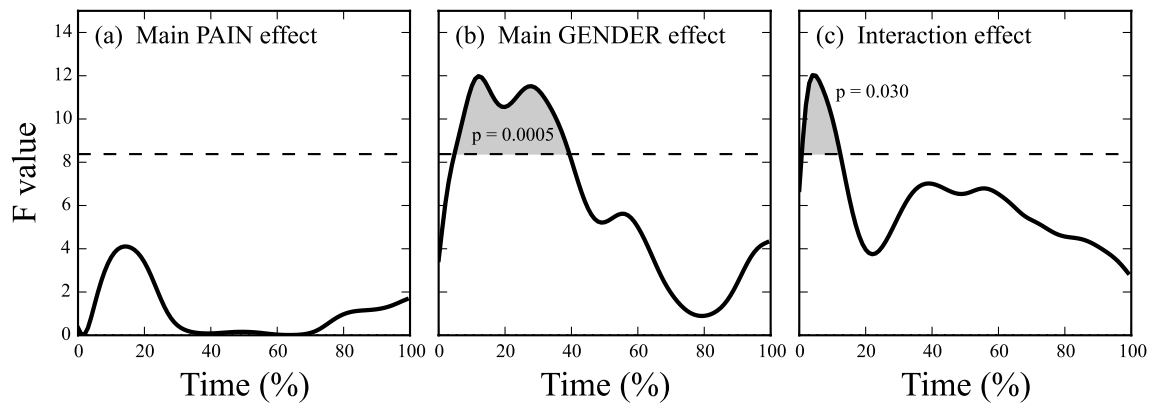 (a) Main PAIN effect
(b) Main GENDER effect
(c) Interaction effect
F value
14
12
10
8
6
4
2
0
p = 0.0005
p = 0.030
0 20 40 60 80 100
0 20 40 60 80 100
0 20 40 60 80 100
Time (%)
Time (%)
Time (%)